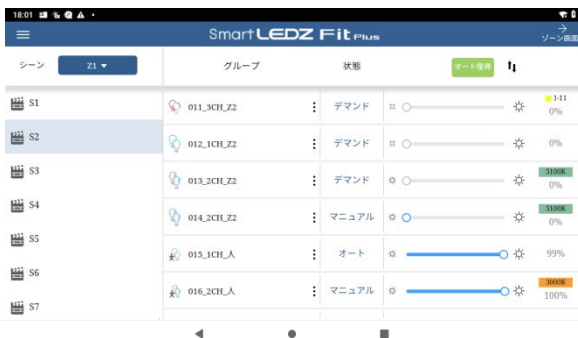 18:01
Smart LEDZ Fit Plus
ゾーン画面
シーン Z1 グループ 状態 オート復帰
S1
S2
S3
S4
S5
S6
S7
011_3CH_Z2 デマンド 1-11 0%
012_1CH_Z2 デマンド 0%
013_2CH_Z2 デマンド 5100K 0%
014_2CH_Z2 マニュアル 5100K 0%
015_1CH_人 オート 99%
016_2CH_人 マニュアル 3000K 100%